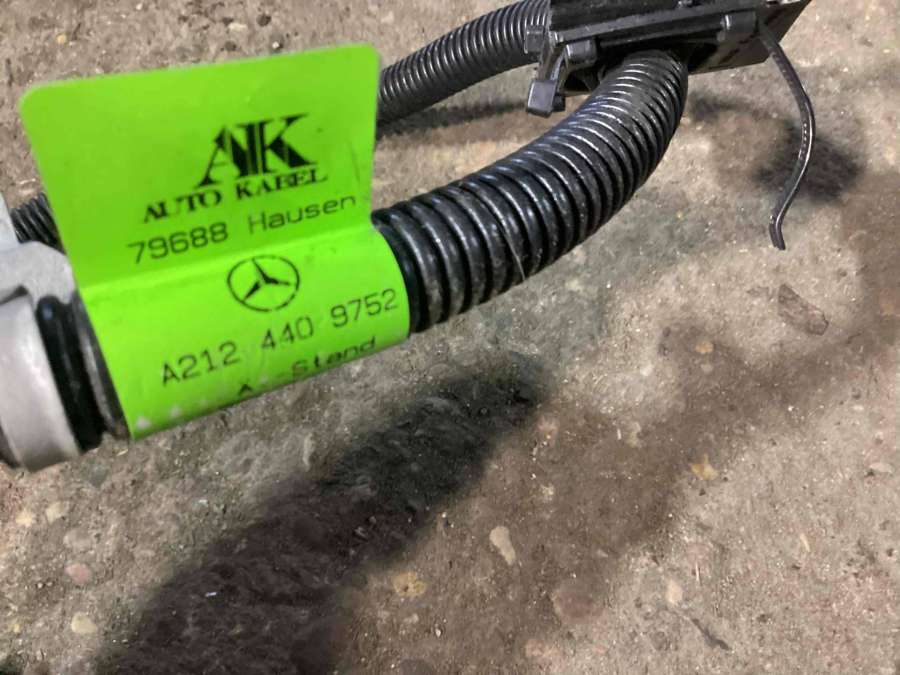 AK
AUTO KABEL
79688 Hausen
A212 440 9752
Ä.-Stand